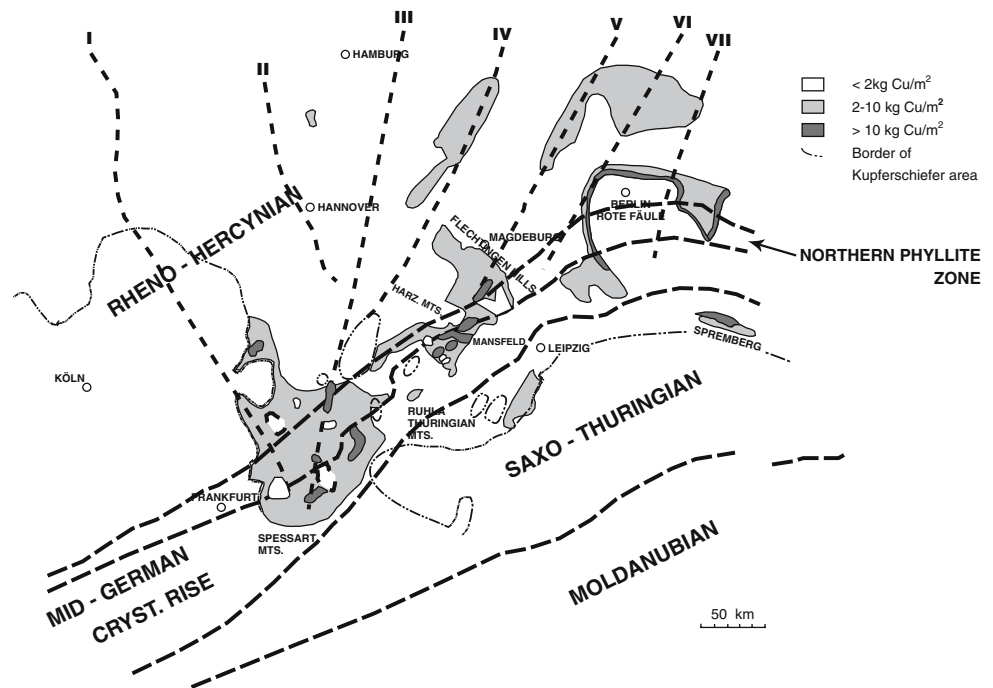 I
II
III
IV
V
VI
VII
HAMBURG
< 2kg Cu/m²
2-10 kg Cu/m²
> 10 kg Cu/m²
Border of
Kupferschiefer area
RHENO - HERCYNIAN
HANNOVER
BERLIN
ROTE FÄULE
FLECHTINGEN HILLS
MAGDEBURG
NORTHERN PHYLLITE
ZONE
HARZ. MTS.
MANSFELD
LEIPZIG
SPREMBERG
KÖLN
RUHLA
THÜRINGIAN
MTS.
SAXO - THURINGIAN
FRANKFURT
SPESSART
MTS.
MID - GERMAN
CRYST. RISE
MOLDANUBIAN
50 km